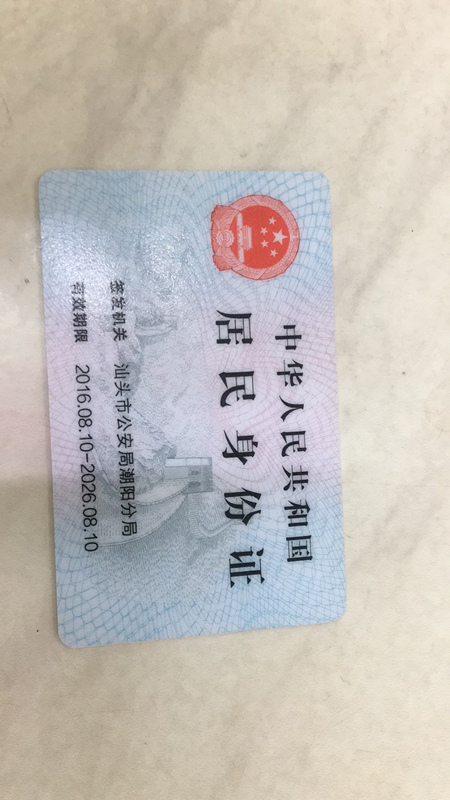 中华人民共和国
居民身份证
签发机关 汕头市公安局潮阳分局
有效期限 2016.08.10-2026.08.10